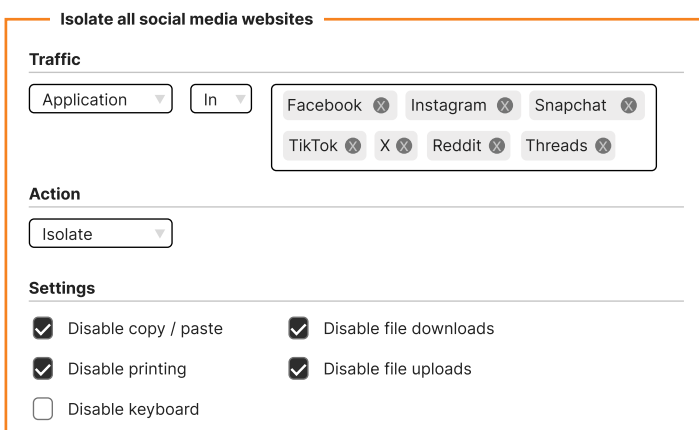 Isolate all social media websites
Traffic
Application In Facebook X Instagram X Snapchat X
TikTok X X X Reddit X Threads X
Action
Isolate
Settings
Disable copy / paste Disable file downloads
Disable printing Disable file uploads
Disable keyboard